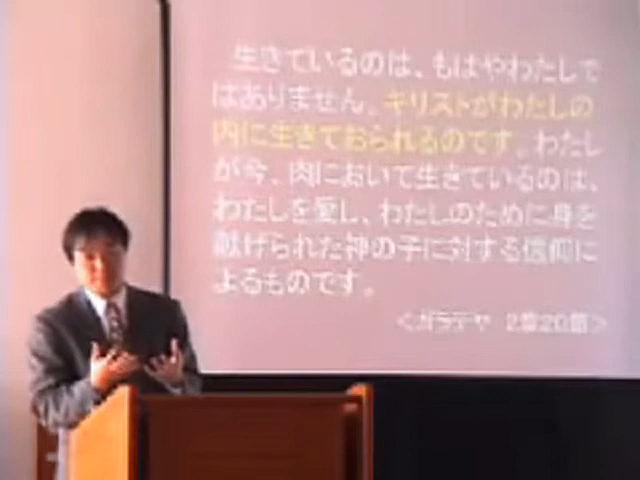 生きているのは、もはやわたしで
はありません。キリストがわたしの
内に生きておられるのです。わたし
が今、肉において生きているのは、
わたしを愛し、わたしのために身を
献げられた神の子に対する信仰に
よるものです。
＜ガラテヤ 2章20節＞